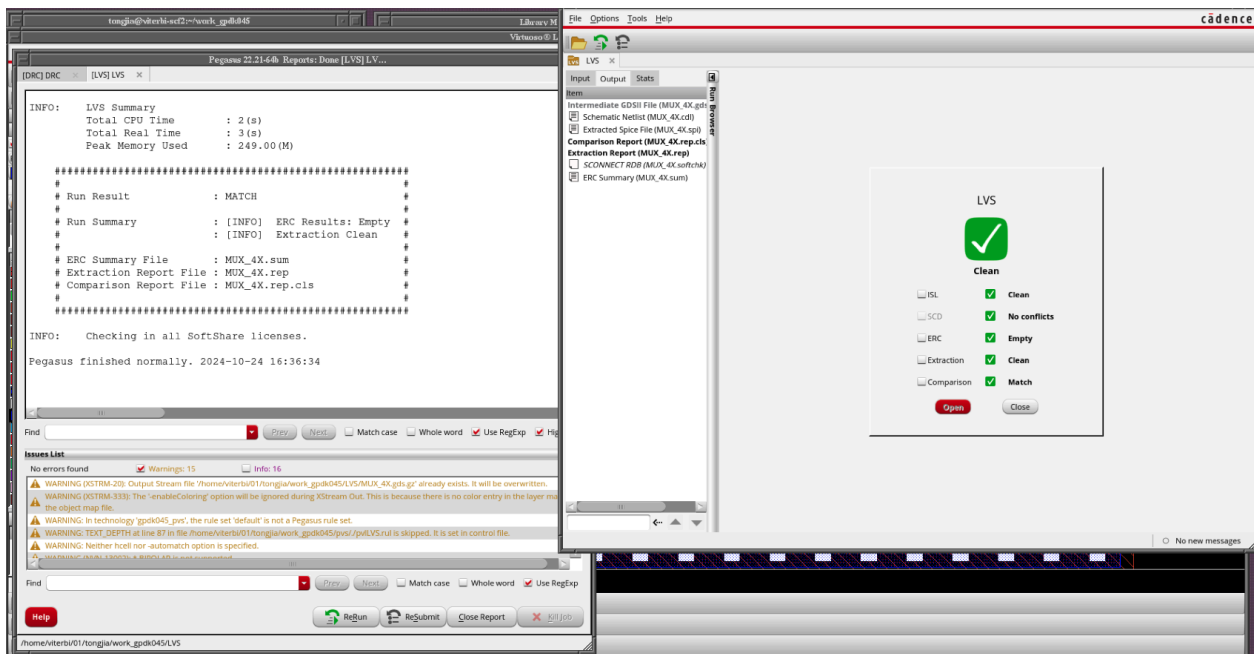 tongjia@viterbi-scf2:~/work_gpdk045
Library M
Virtuoso® L
Pegasus 22.21-64b Reports: Done [LVS] LV...
[DRC] DRC
[LVS] LVS
INFO: LVS Summary
Total CPU Time : 2(s)
Total Real Time : 3(s)
Peak Memory Used : 249.00(M)
########################################################
# #
# Run Result : MATCH #
# #
# Run Summary : [INFO] ERC Results: Empty #
# : [INFO] Extraction Clean #
# #
# ERC Summary File : MUX_4X.sum #
# Extraction Report File : MUX_4X.rep #
# Comparison Report File : MUX_4X.rep.cls #
# #
########################################################
INFO: Checking in all SoftShare licenses.
Pegasus finished normally. 2024-10-24 16:36:34
Find Prev Next Match case Whole word Use RegExp Hig
Issues List
No errors found Warnings: 15 Info: 16
WARNING (XSTRM-20): Output Stream file '/home/viterbi/01/tongjia/work_gpdk045/LVS/MUX_4X.gds.gz' already exists. It will be overwritten.
WARNING (XSTRM-333): The '-enableColoring' option will be ignored during XStream Out. This is because there is no color entry in the layer ma
the object map file.
WARNING: In technology 'gpdk045_pvs', the rule set 'default' is not a Pegasus rule set.
WARNING: TEXT_DEPTH at line 87 in file /home/viterbi/01/tongjia/work_gpdk045/pvs/./pvlLVS.rul is skipped. It is set in control file.
WARNING: Neither hcell nor -automatch option is specified.
Find Prev Next Match case Whole word Use RegExp
Help ReRun ReSubmit Close Report Kill Job
/home/viterbi/01/tongjia/work_gpdk045/LVS
File Options Tools Help
cādence
LVS
Input Output Stats
Run Browser
Item
Intermediate GDSII File (MUX_4X.gds
Schematic Netlist (MUX_4X.cdl)
Extracted Spice File (MUX_4X.spi)
Comparison Report (MUX_4X.rep.cls
Extraction Report (MUX_4X.rep)
SCONNECT RDB (MUX_4X.softchk)
ERC Summary (MUX_4X.sum)
LVS
Clean
ISL Clean
SCD No conflicts
ERC Empty
Extraction Clean
Comparison Match
Open Close
No new messages